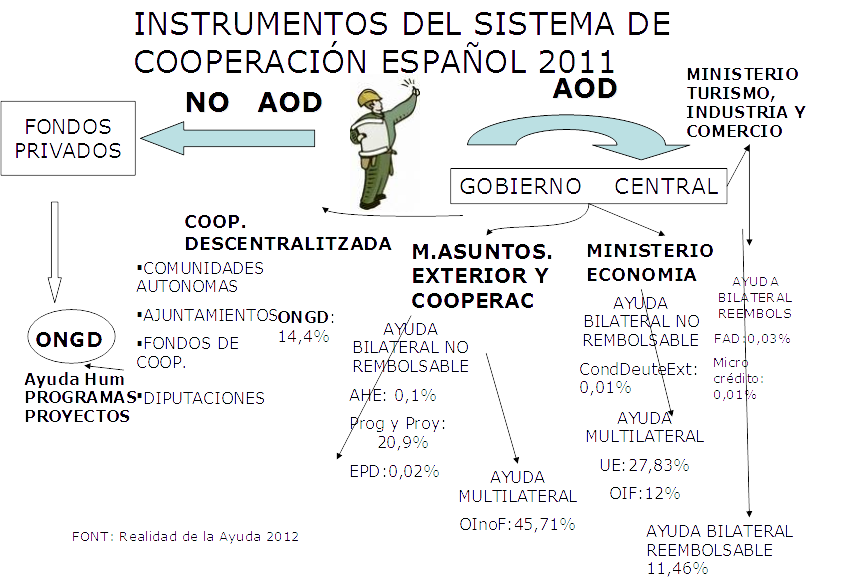 INSTRUMENTOS DEL SISTEMA DE
COOPERACIÓN ESPAÑOL 2011
NO AOD
AOD
MINISTERIO
TURISMO,
INDUSTRIA Y
COMERCIO
FONDOS
PRIVADOS
GOBIERNO CENTRAL
COOP.
DESCENTRALITZADA
▪COMUNIDADES
AUTONOMAS
▪AJUNTAMIENTOS
▪FONDOS DE
COOP.
▪DIPUTACIONES
ONGD:
14,4%
ONGD
Ayuda Hum
PROGRAMAS
PROYECTOS
M.ASUNTOS.
EXTERIOR Y
COOPERAC
AYUDA
BILATERAL NO
REMBOLSABLE
AHE: 0,1%
Prog y Proy:
20,9%
EPD:0,02%
AYUDA
MULTILATERAL
OInoF:45,71%
MINISTERIO
ECONOMIA
AYUDA
BILATERAL NO
REMBOLSABLE
CondDeuteExt:
0,01%
AYUDA
MULTILATERAL
UE:27,83%
OIF:12%
AYUDA
BILATERAL
REEMBOLS
FAD:0,03%
Micro
crédito:
0,01%
AYUDA BILATERAL
REEMBOLSABLE
11,46%
FONT: Realidad de la Ayuda 2012